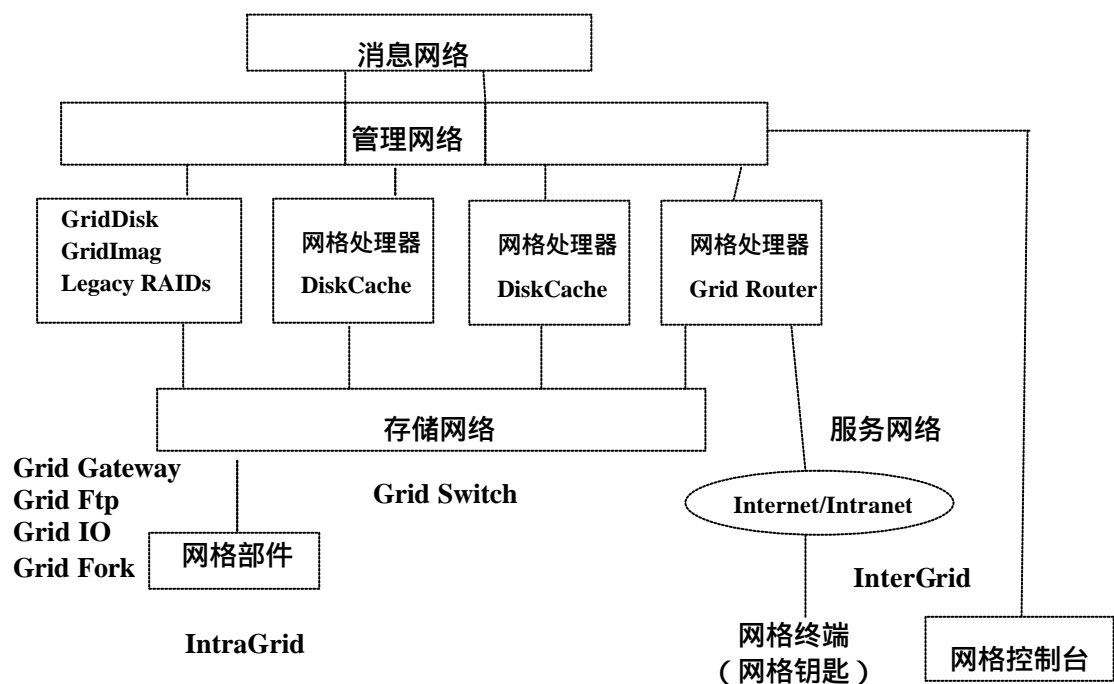 消息网络
管理网络
GridDisk
GridImag
Legacy RAIDs
网格处理器
DiskCache
网格处理器
DiskCache
网格处理器
Grid Router
存储网络
服务网络
Grid Gateway
Grid Ftp
Grid IO
Grid Fork
Grid Switch
Internet/Intranet
网格部件
InterGrid
IntraGrid
网格终端
（网格钥匙）
网格控制台